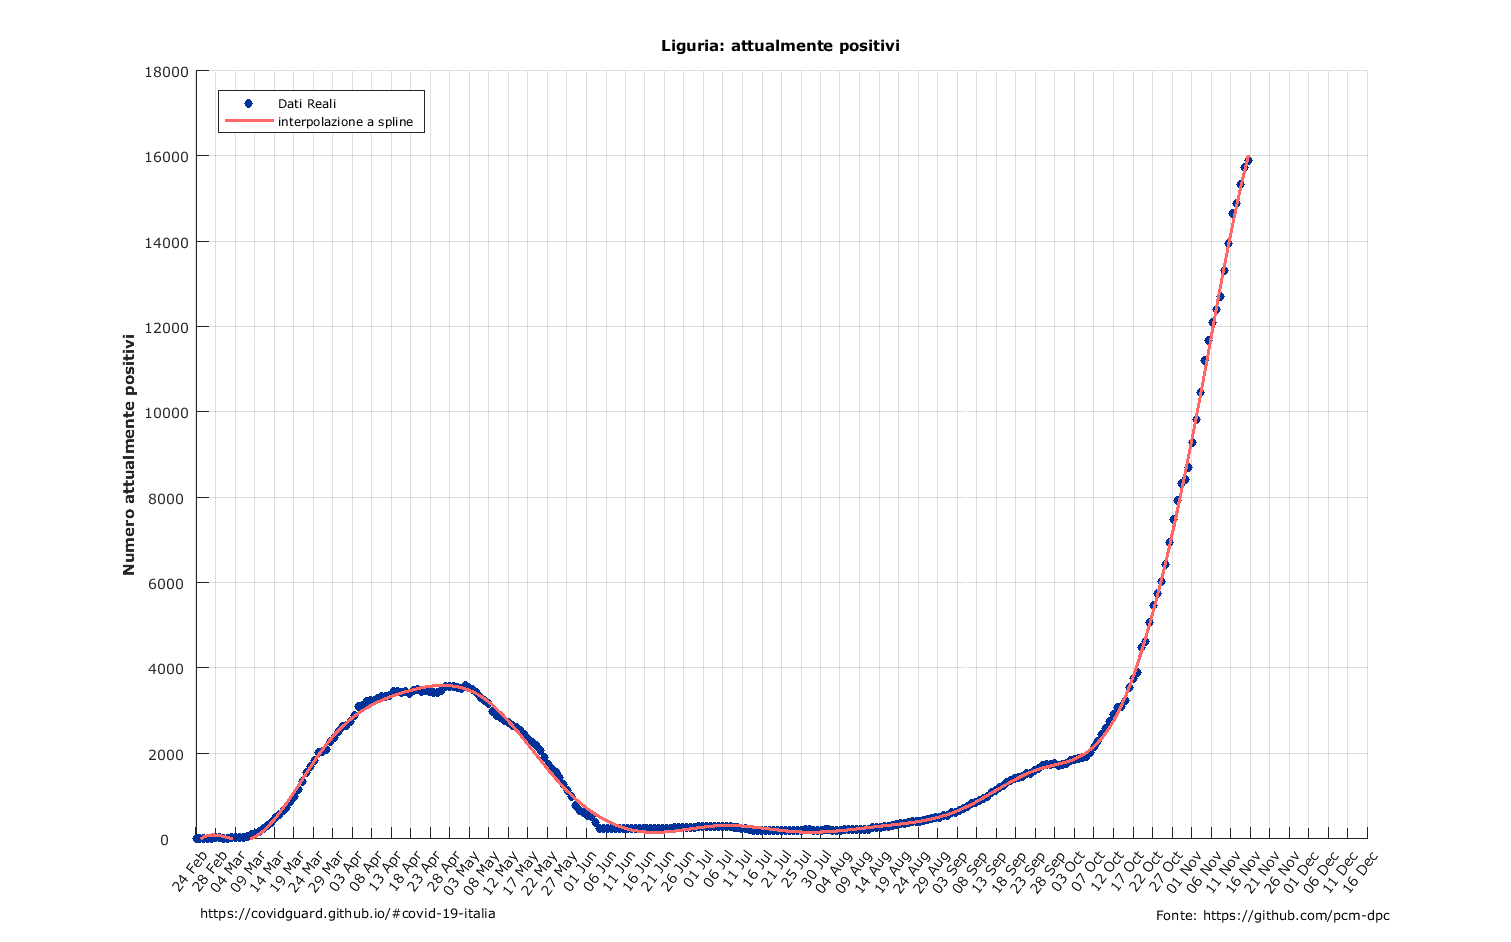 Liguria: attualmente positivi
18000
16000
14000
12000
10000
8000
6000
4000
2000
0
Numero attualmente positivi
Dati Reali
interpolazione a spline
24 Feb
28 Feb
04 Mar
09 Mar
14 Mar
19 Mar
24 Mar
29 Mar
03 Apr
08 Apr
13 Apr
18 Apr
23 Apr
28 Apr
03 May
08 May
12 May
17 May
22 May
27 May
01 Jun
06 Jun
11 Jun
16 Jun
21 Jun
26 Jun
01 Jul
06 Jul
11 Jul
16 Jul
21 Jul
25 Jul
30 Jul
04 Aug
09 Aug
14 Aug
19 Aug
24 Aug
29 Aug
03 Sep
08 Sep
13 Sep
18 Sep
23 Sep
28 Sep
03 Oct
07 Oct
12 Oct
17 Oct
22 Oct
27 Oct
01 Nov
06 Nov
11 Nov
16 Nov
21 Nov
26 Nov
01 Dec
06 Dec
11 Dec
16 Dec
https://covidguard.github.io/#covid-19-italia
Fonte: https://github.com/pcm-dpc